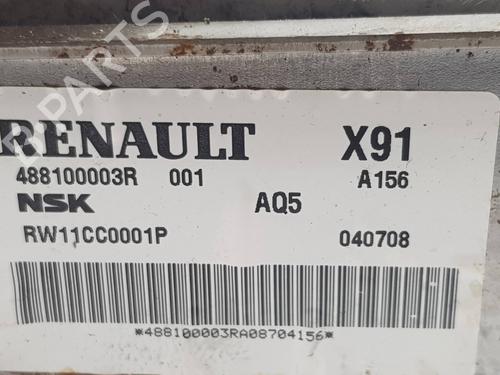 RENAULT X91
488100003R 001 A156
NSK AQ5
RW11CC0001P 040708
*488100003RA08704156*